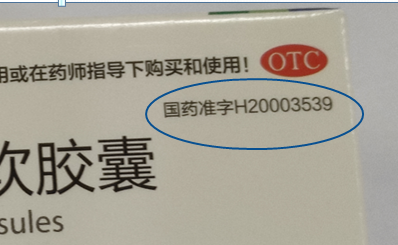 用或在药师指导下购买和使用！
OTC
国药准字H20003539
软胶囊
sules